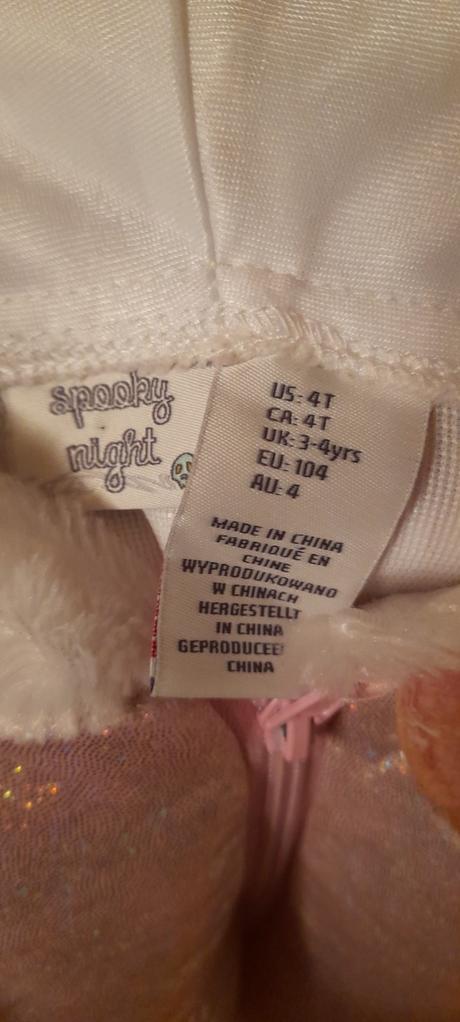 spooky
night
US: 4T
CA: 4T
UK: 3-4yrs
EU: 104
AU: 4
MADE IN CHINA
FABRIQUÉ EN
CHINE
WYPRODUKOWANO
W CHINACH
HERGESTELLT
IN CHINA
CHINA